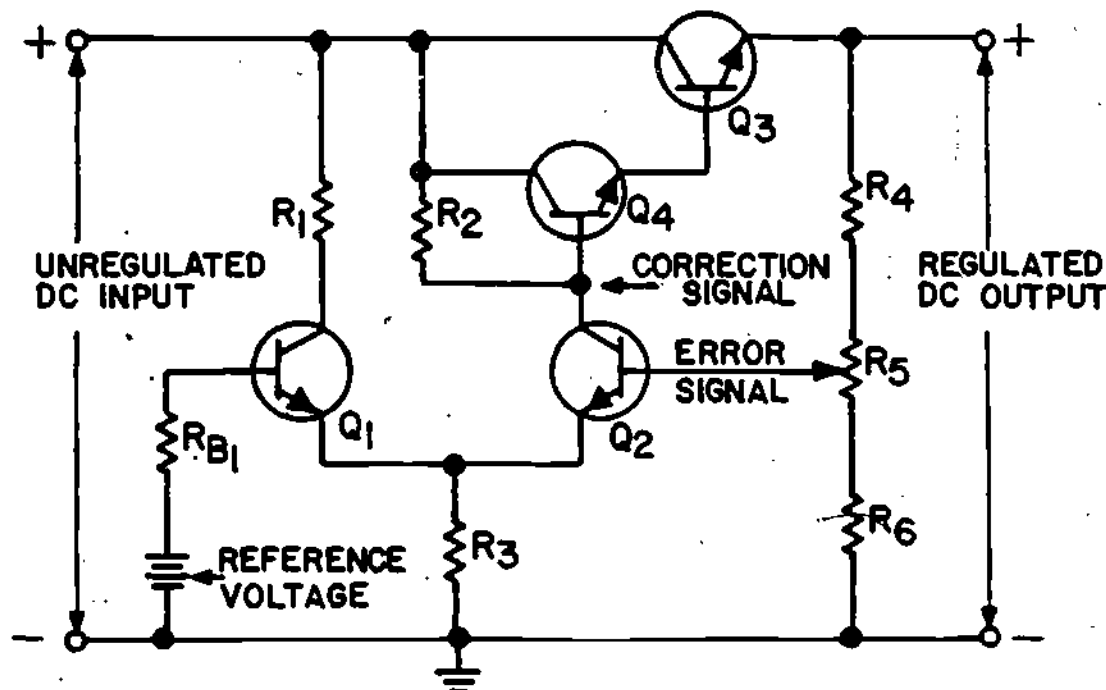 +
+
Q3
R1
R2
Q4
R4
UNREGULATED
DC INPUT
CORRECTION
SIGNAL
REGULATED
DC OUTPUT
ERROR
SIGNAL
R5
Q1
Q2
RB1
R3
R6
REFERENCE
VOLTAGE
-
-